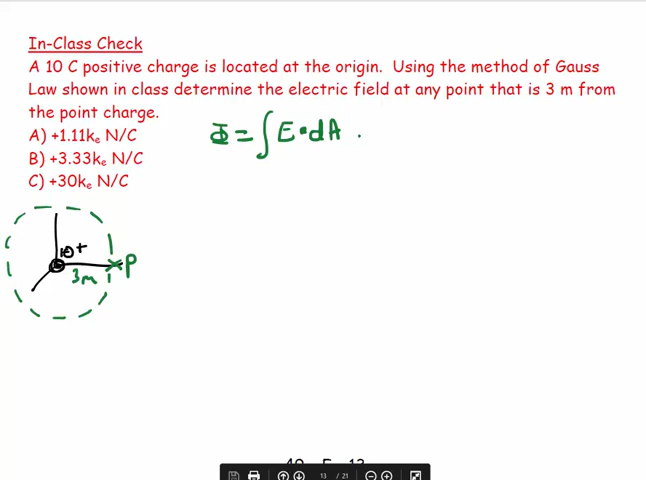 In-Class Check
A 10 C positive charge is located at the origin. Using the method of Gauss
Law shown in class determine the electric field at any point that is 3 m from
the point charge.
A) +1.11kₑ N/C
B) +3.33kₑ N/C
C) +30kₑ N/C
Φ = ∫ E • dA
10+
3m
P
13 / 21